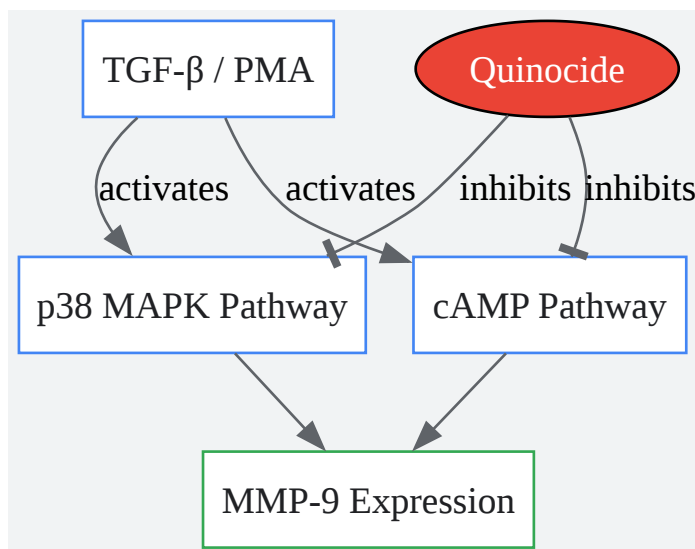 TGF-β / PMA
Quinocide
activates
activates
inhibits
inhibits
p38 MAPK Pathway
cAMP Pathway
MMP-9 Expression